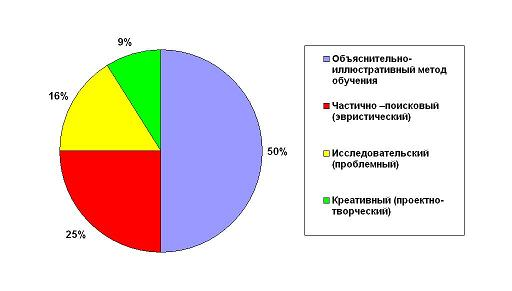 9%
16%
50%
25%
Объяснительно-
иллюстративный метод
обучения
Частично –поисковый
(эвристический)
Исследовательский
(проблемный)
Креативный (проектно-
творческий)